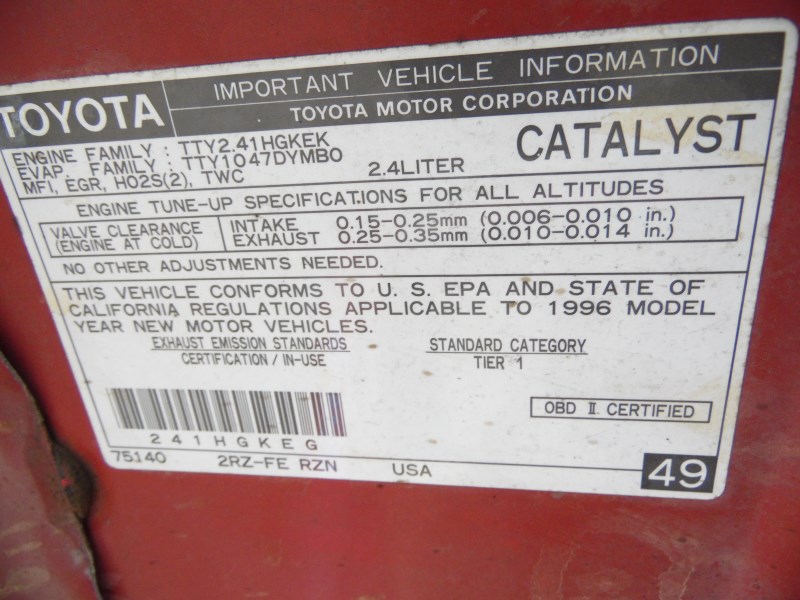 TOYOTA
IMPORTANT VEHICLE INFORMATION
TOYOTA MOTOR CORPORATION
ENGINE FAMILY : TTY2.41HGKEK
EVAP. FAMILY : TTY1047DYMBO
MFI, EGR, HO2S(2), TWC
2.4LITER
CATALYST
ENGINE TUNE-UP SPECIFICATIONS FOR ALL ALTITUDES
VALVE CLEARANCE
(ENGINE AT COLD)
INTAKE 0.15-0.25mm (0.006-0.010 in.)
EXHAUST 0.25-0.35mm (0.010-0.014 in.)
NO OTHER ADJUSTMENTS NEEDED.
THIS VEHICLE CONFORMS TO U. S. EPA AND STATE OF
CALIFORNIA REGULATIONS APPLICABLE TO 1996 MODEL
YEAR NEW MOTOR VEHICLES.
EXHAUST EMISSION STANDARDS
CERTIFICATION / IN-USE
STANDARD CATEGORY
TIER 1
OBD II CERTIFIED
241HGKEG
75140 2RZ-FE RZN USA
49